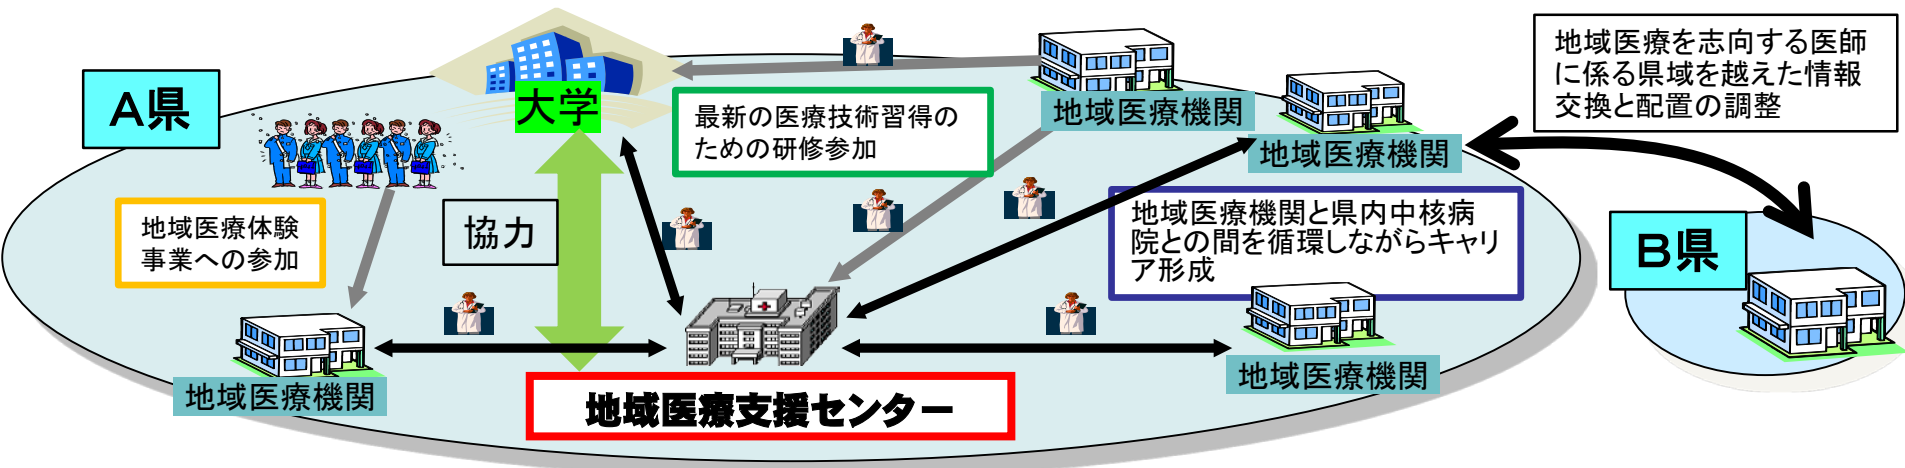 A県
大学
最新の医療技術習得の
ための研修参加
地域医療機関
地域医療機関
地域医療を志向する医師
に係る県域を越えた情報
交換と配置の調整
地域医療体験
事業への参加
協力
地域医療機関と県内中核病
院との間を循環しながらキャリ
ア形成
B県
地域医療機関
地域医療支援センター
地域医療機関